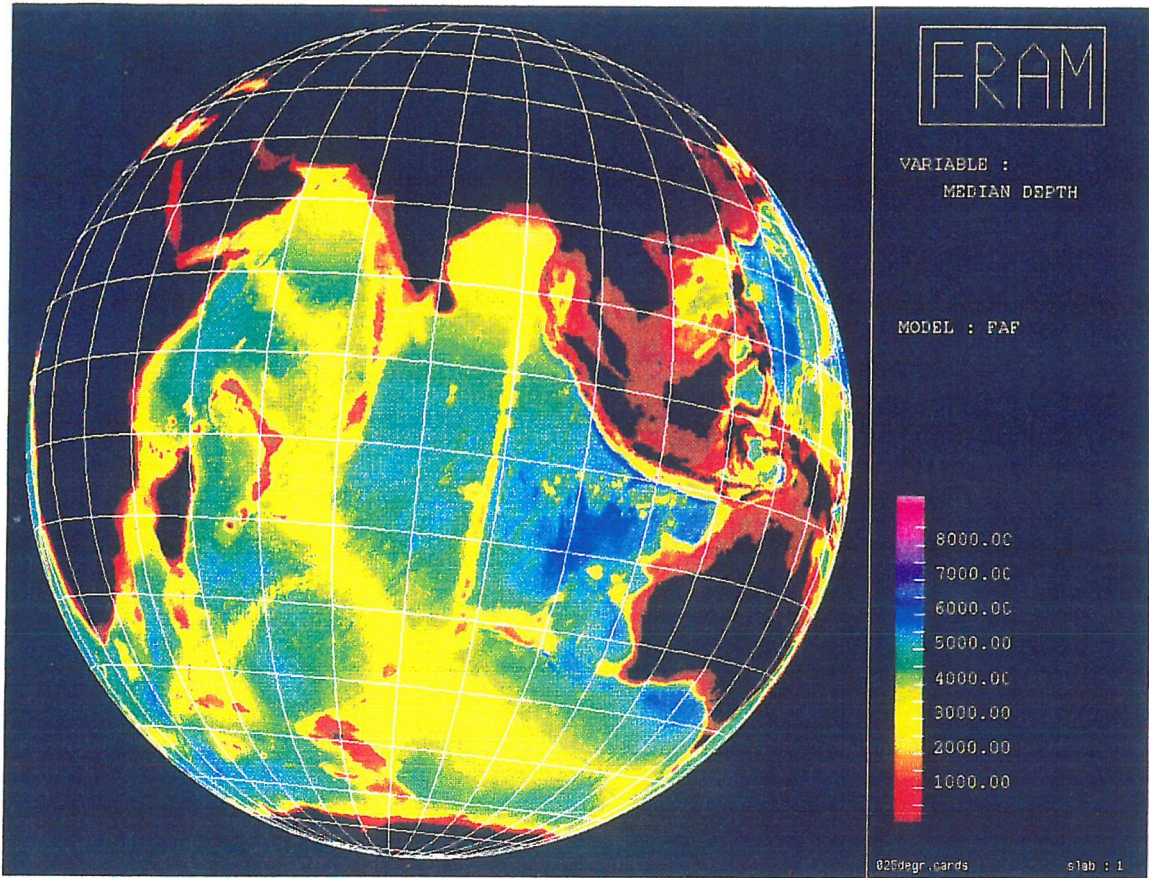 FRAM
VARIABLE :
MEDIAN DEPTH
MODEL : FAF
8000.00
7000.00
6000.00
5000.00
4000.00
3000.00
2000.00
1000.00
025degr.cards
slab : 1